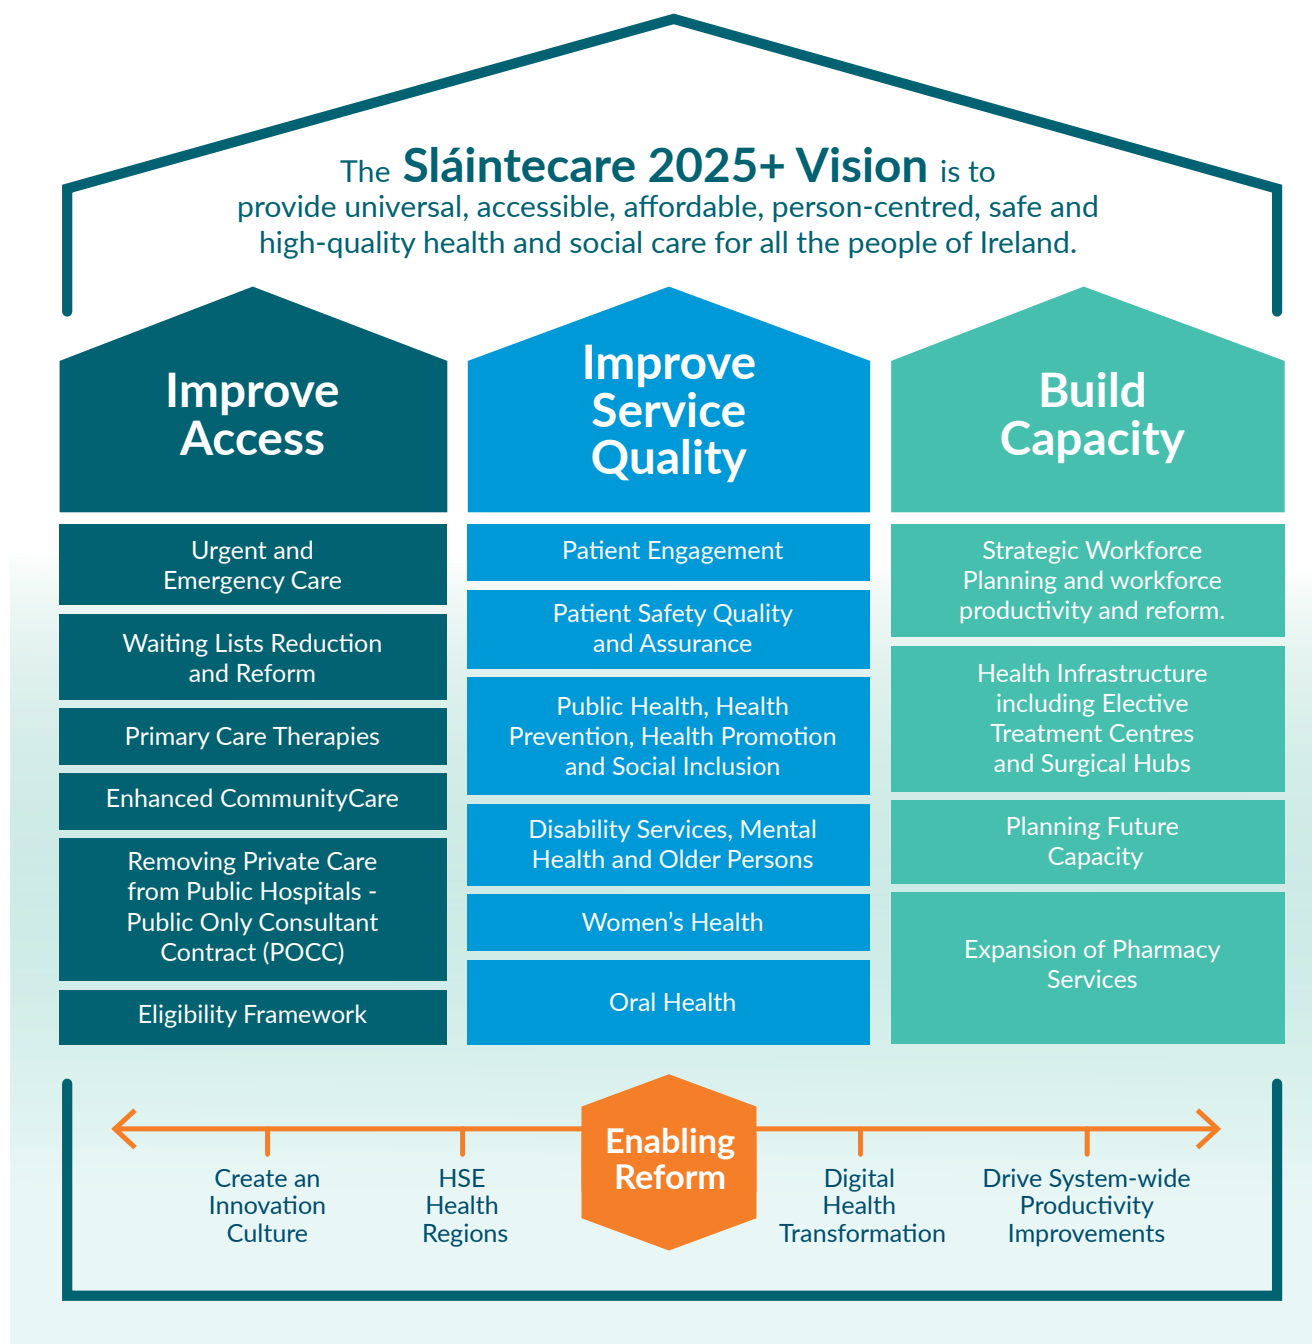 The Sláintecare 2025+ Vision is to
provide universal, accessible, affordable, person-centred, safe and
high-quality health and social care for all the people of Ireland.
Improve
Access
Urgent and
Emergency Care
Waiting Lists Reduction
and Reform
Primary Care Therapies
Enhanced CommunityCare
Removing Private Care
from Public Hospitals -
Public Only Consultant
Contract (POCC)
Eligibility Framework
Improve
Service
Quality
Patient Engagement
Patient Safety Quality
and Assurance
Public Health, Health
Prevention, Health Promotion
and Social Inclusion
Disability Services, Mental
Health and Older Persons
Women’s Health
Oral Health
Build
Capacity
Strategic Workforce
Planning and workforce
productivity and reform.
Health Infrastructure
including Elective
Treatment Centres
and Surgical Hubs
Planning Future
Capacity
Expansion of Pharmacy
Services
Enabling
Reform
Create an
Innovation
Culture
HSE
Health
Regions
Digital
Health
Transformation
Drive System-wide
Productivity
Improvements